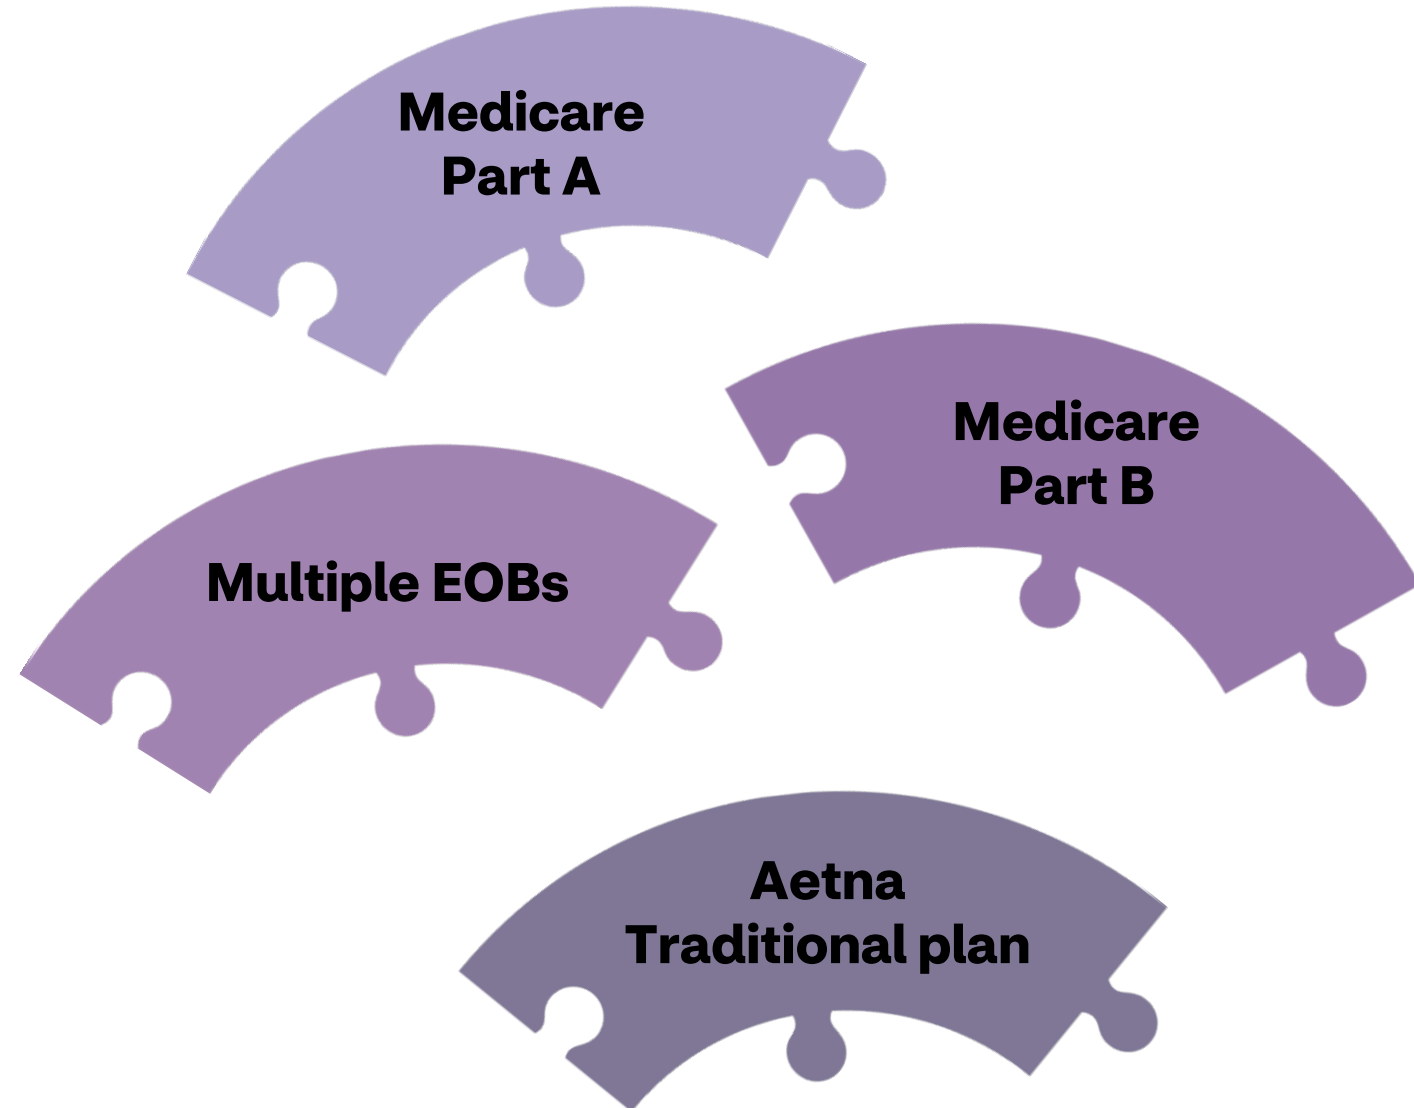 Medicare
Part A
Medicare
Part B
Multiple EOBs
Aetna
Traditional plan